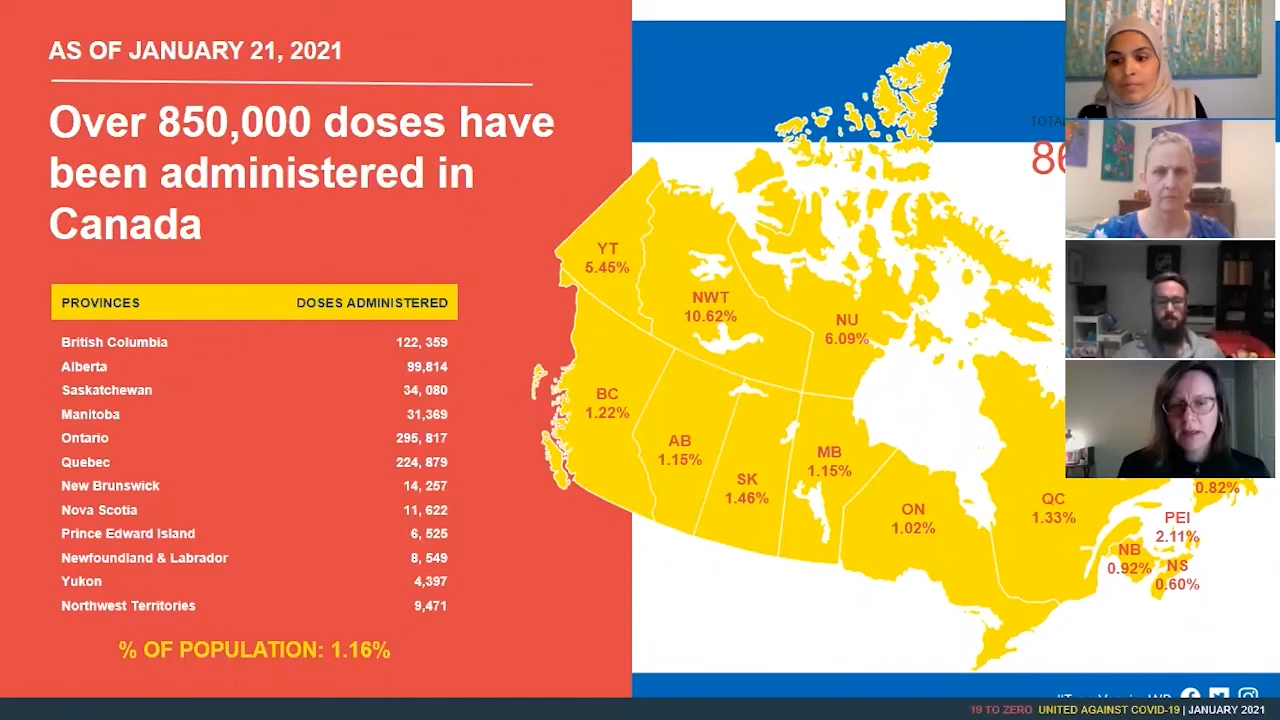 AS OF JANUARY 21, 2021
Over 850,000 doses have
been administered in
Canada
PROVINCES DOSES ADMINISTERED
British Columbia 122, 359
Alberta 99,814
Saskatchewan 34, 080
Manitoba 31,369
Ontario 295, 817
Quebec 224, 879
New Brunswick 14, 257
Nova Scotia 11, 622
Prince Edward Island 6, 525
Newfoundland & Labrador 8, 549
Yukon 4,397
Northwest Territories 9,471
% OF POPULATION: 1.16%
YT
5.45%
NWT
10.62%
NU
6.09%
BC
1.22%
AB
1.15%
SK
1.46%
MB
1.15%
ON
1.02%
QC
1.33%
0.82%
PEI
2.11%
NB
0.92%
NS
0.60%
19 TO ZERO UNITED AGAINST COVID-19 | JANUARY 2021